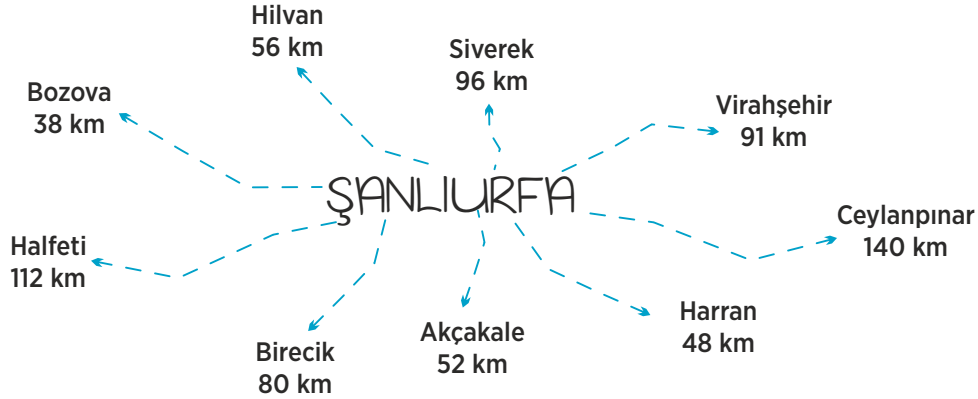 Hilvan
56 km
Siverek
96 km
Bozova
38 km
Virahşehir
91 km
ŞANLIURFA
Ceylanpınar
140 km
Halfeti
112 km
Harran
48 km
Akçakale
52 km
Birecik
80 km